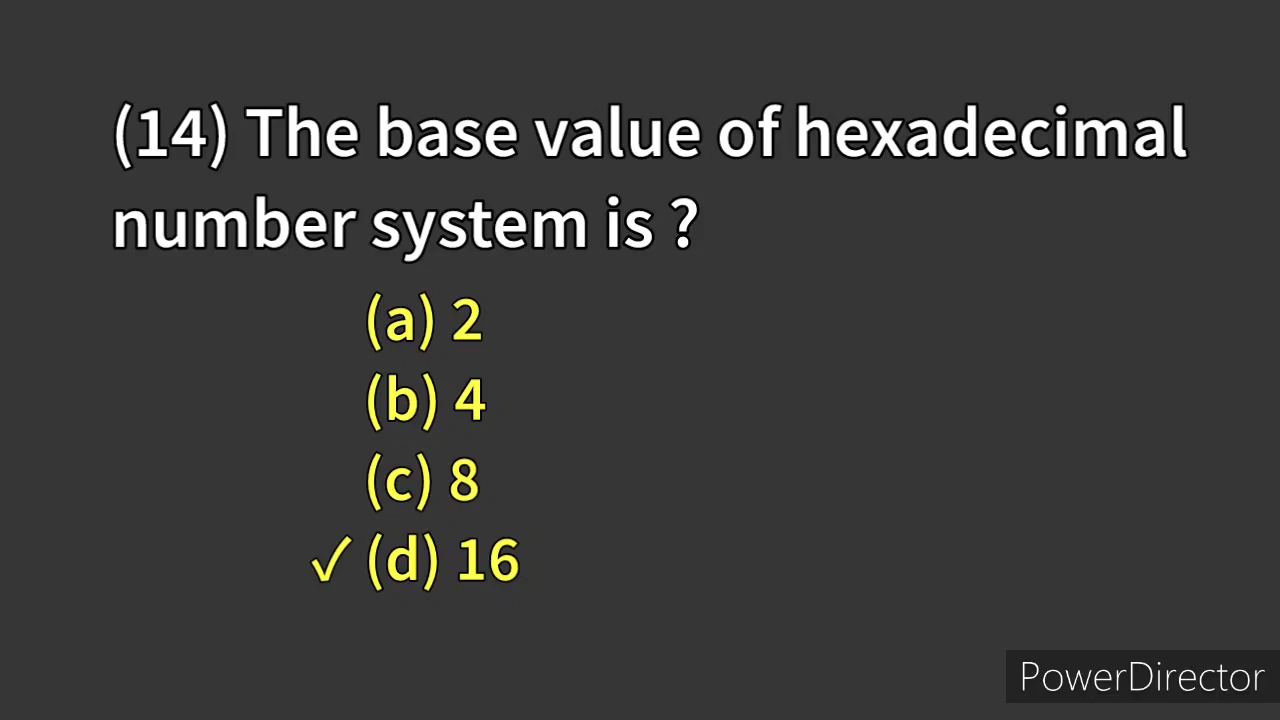 (14) The base value of hexadecimal
number system is ?
(a) 2
(b) 4
(c) 8
✓ (d) 16
PowerDirector